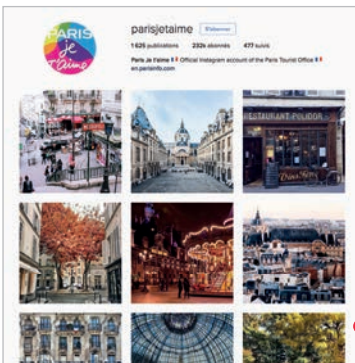 PARIS
je
t'aime
parisjetaime
S'abonner
1 625 publications 232k abonnés 477 suivis
Paris Je t'aime 🇫🇷 Official Instagram account of the Paris Tourist Office 🇫🇷
en.parisinfo.com
RESTAURANT POLIDOR